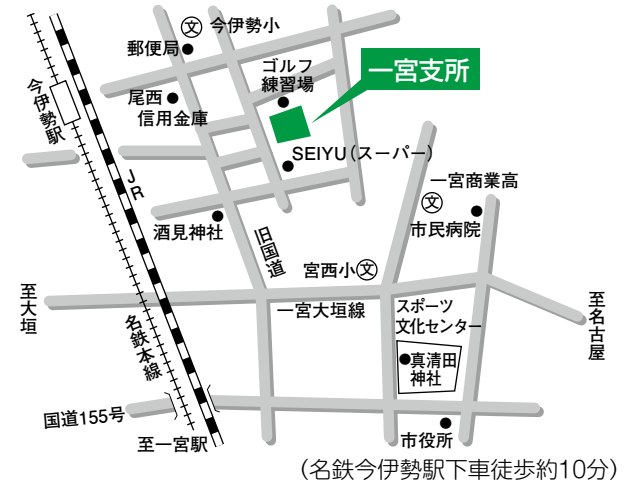 文 今伊勢小
郵便局
ゴルフ
練習場
一宮支所
尾西
信用金庫
今伊勢駅
SEIYU（スーパー）
JR
一宮商業高
文
市民病院
酒見神社
旧国道
宮西小文
至大垣
一宮大垣線
スポーツ
文化センター
至名古屋
名鉄本線
真清田
神社
国道155号
至一宮駅
市役所
（名鉄今伊勢駅下車徒歩約10分）